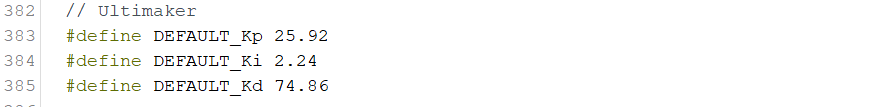 382 // Ultimaker
383 #define DEFAULT_Kp 25.92
384 #define DEFAULT_Ki 2.24
385 #define DEFAULT_Kd 74.86